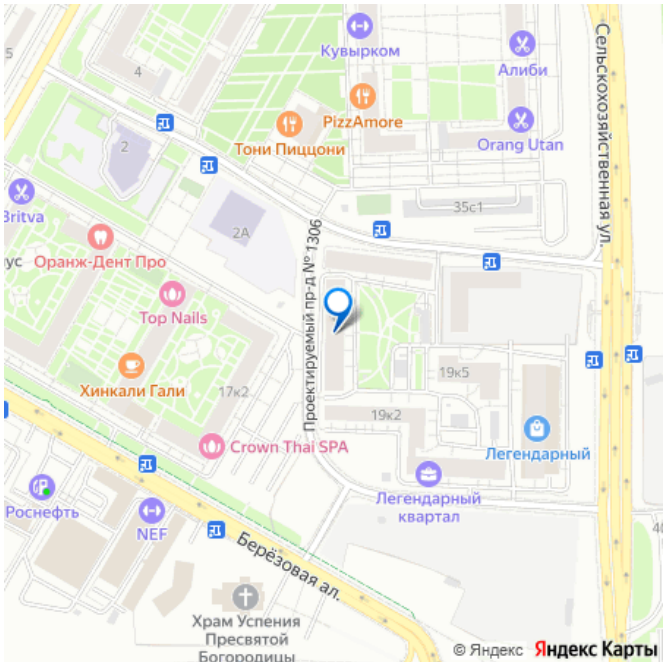 Кувырком
Сельскохозяйственная ул.
Алиби
4
PizzAmore
Тони Пиццони
Orang Utan
2
Britva
35с1
2А
Оранж-Дент Про
ус
Проектируемый пр-д № 1306
Top Nails
Хинкали Гали
17к2
19к5
19к2
Crown Thai SPA
Легендарный
Роснефть
NEF
Легендарный
квартал
40
Берёзовая ал.
Храм Успения
Пресвятой
Богородицы
© Яндекс Яндекс Карты